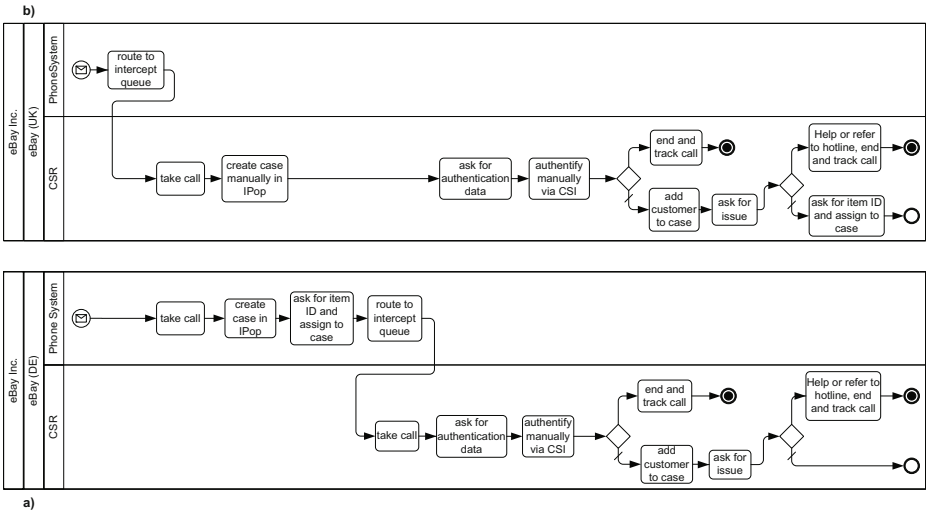 b)
eBay Inc.
eBay (UK)
PhoneSystem
route to
intercept
queue
CSR
take call
create case
manually in
IPop
ask for
authentication
data
authentify
manually
via CSI
end and
track call
add
customer
to case
ask for
issue
Help or refer
to hotline, end
and track call
ask for item ID
and assign to
case
eBay Inc.
eBay (DE)
Phone System
take call
create
case in
IPop
ask for item
ID and
assign to
case
route to
intercept
queue
CSR
take call
ask for
authentication
data
authentify
manually
via CSI
end and
track call
add
customer
to case
ask for
issue
Help or refer to
hotline, end
and track call
a)